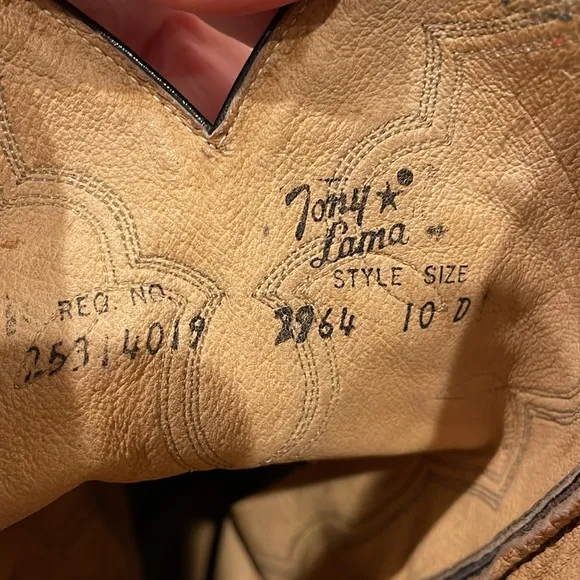 Tony ★
Lama
STYLE SIZE
REG. NO.
25314019 2964 10 D